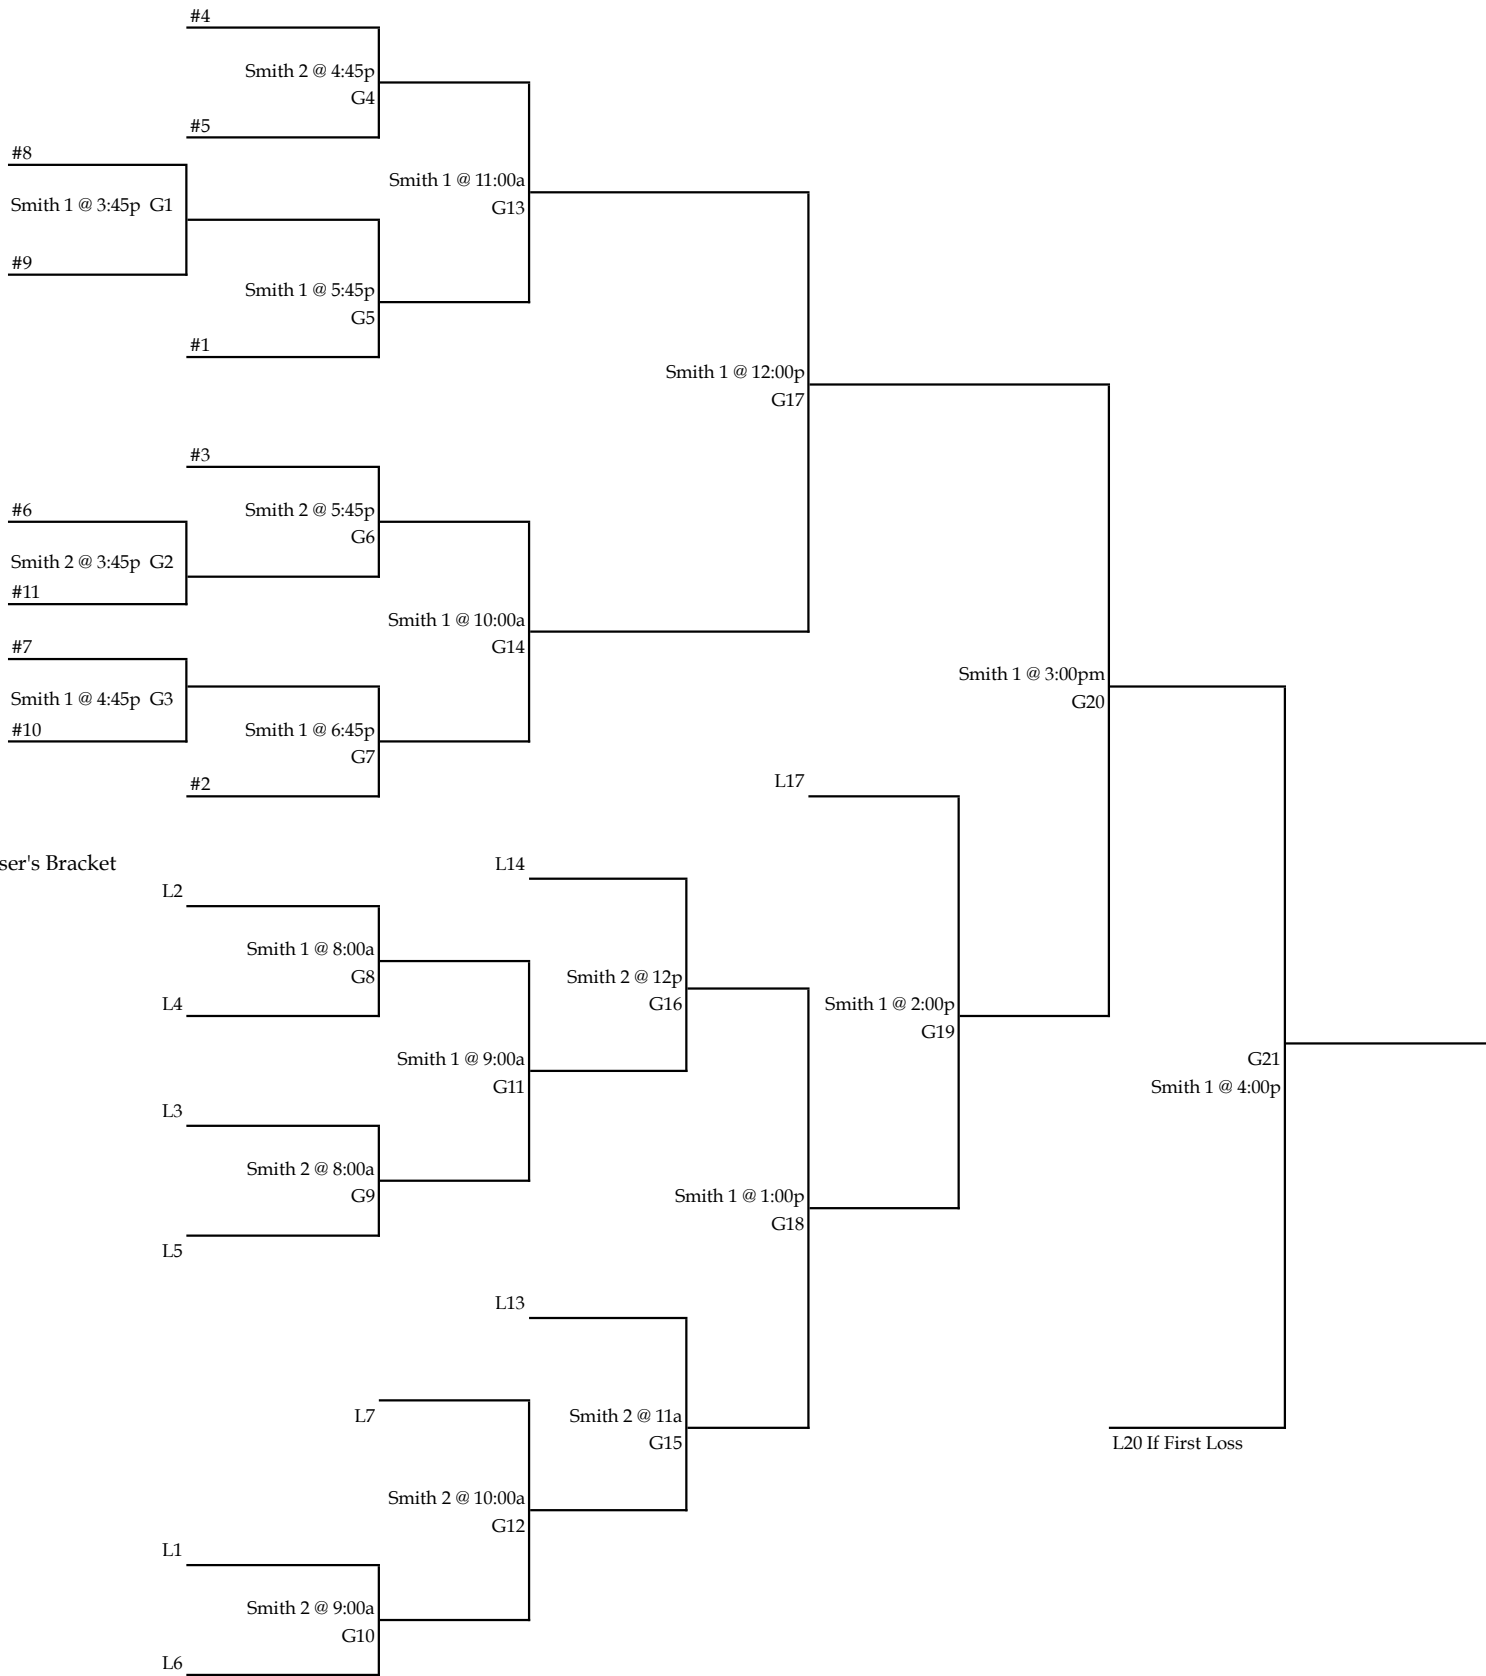 #4
Smith 2 @ 4:45p
G4
#5
#8
Smith 1 @ 3:45p G1
Smith 1 @ 11:00a
G13
#9
Smith 1 @ 5:45p
G5
#1
Smith 1 @ 12:00p
G17
#3
#6
Smith 2 @ 5:45p
G6
Smith 2 @ 3:45p G2
#11
Smith 1 @ 10:00a
G14
#7
Smith 1 @ 4:45p G3
#10
Smith 1 @ 6:45p
G7
#2
Smith 1 @ 3:00pm
G20
L17
ser's Bracket
L14
L2
Smith 1 @ 8:00a
G8
L4
Smith 2 @ 12p
G16
Smith 1 @ 2:00p
G19
Smith 1 @ 9:00a
G11
G21
Smith 1 @ 4:00p
L3
Smith 2 @ 8:00a
G9
L5
Smith 1 @ 1:00p
G18
L13
L7
Smith 2 @ 11a
G15
L20 If First Loss
Smith 2 @ 10:00a
G12
L1
Smith 2 @ 9:00a
G10
L6